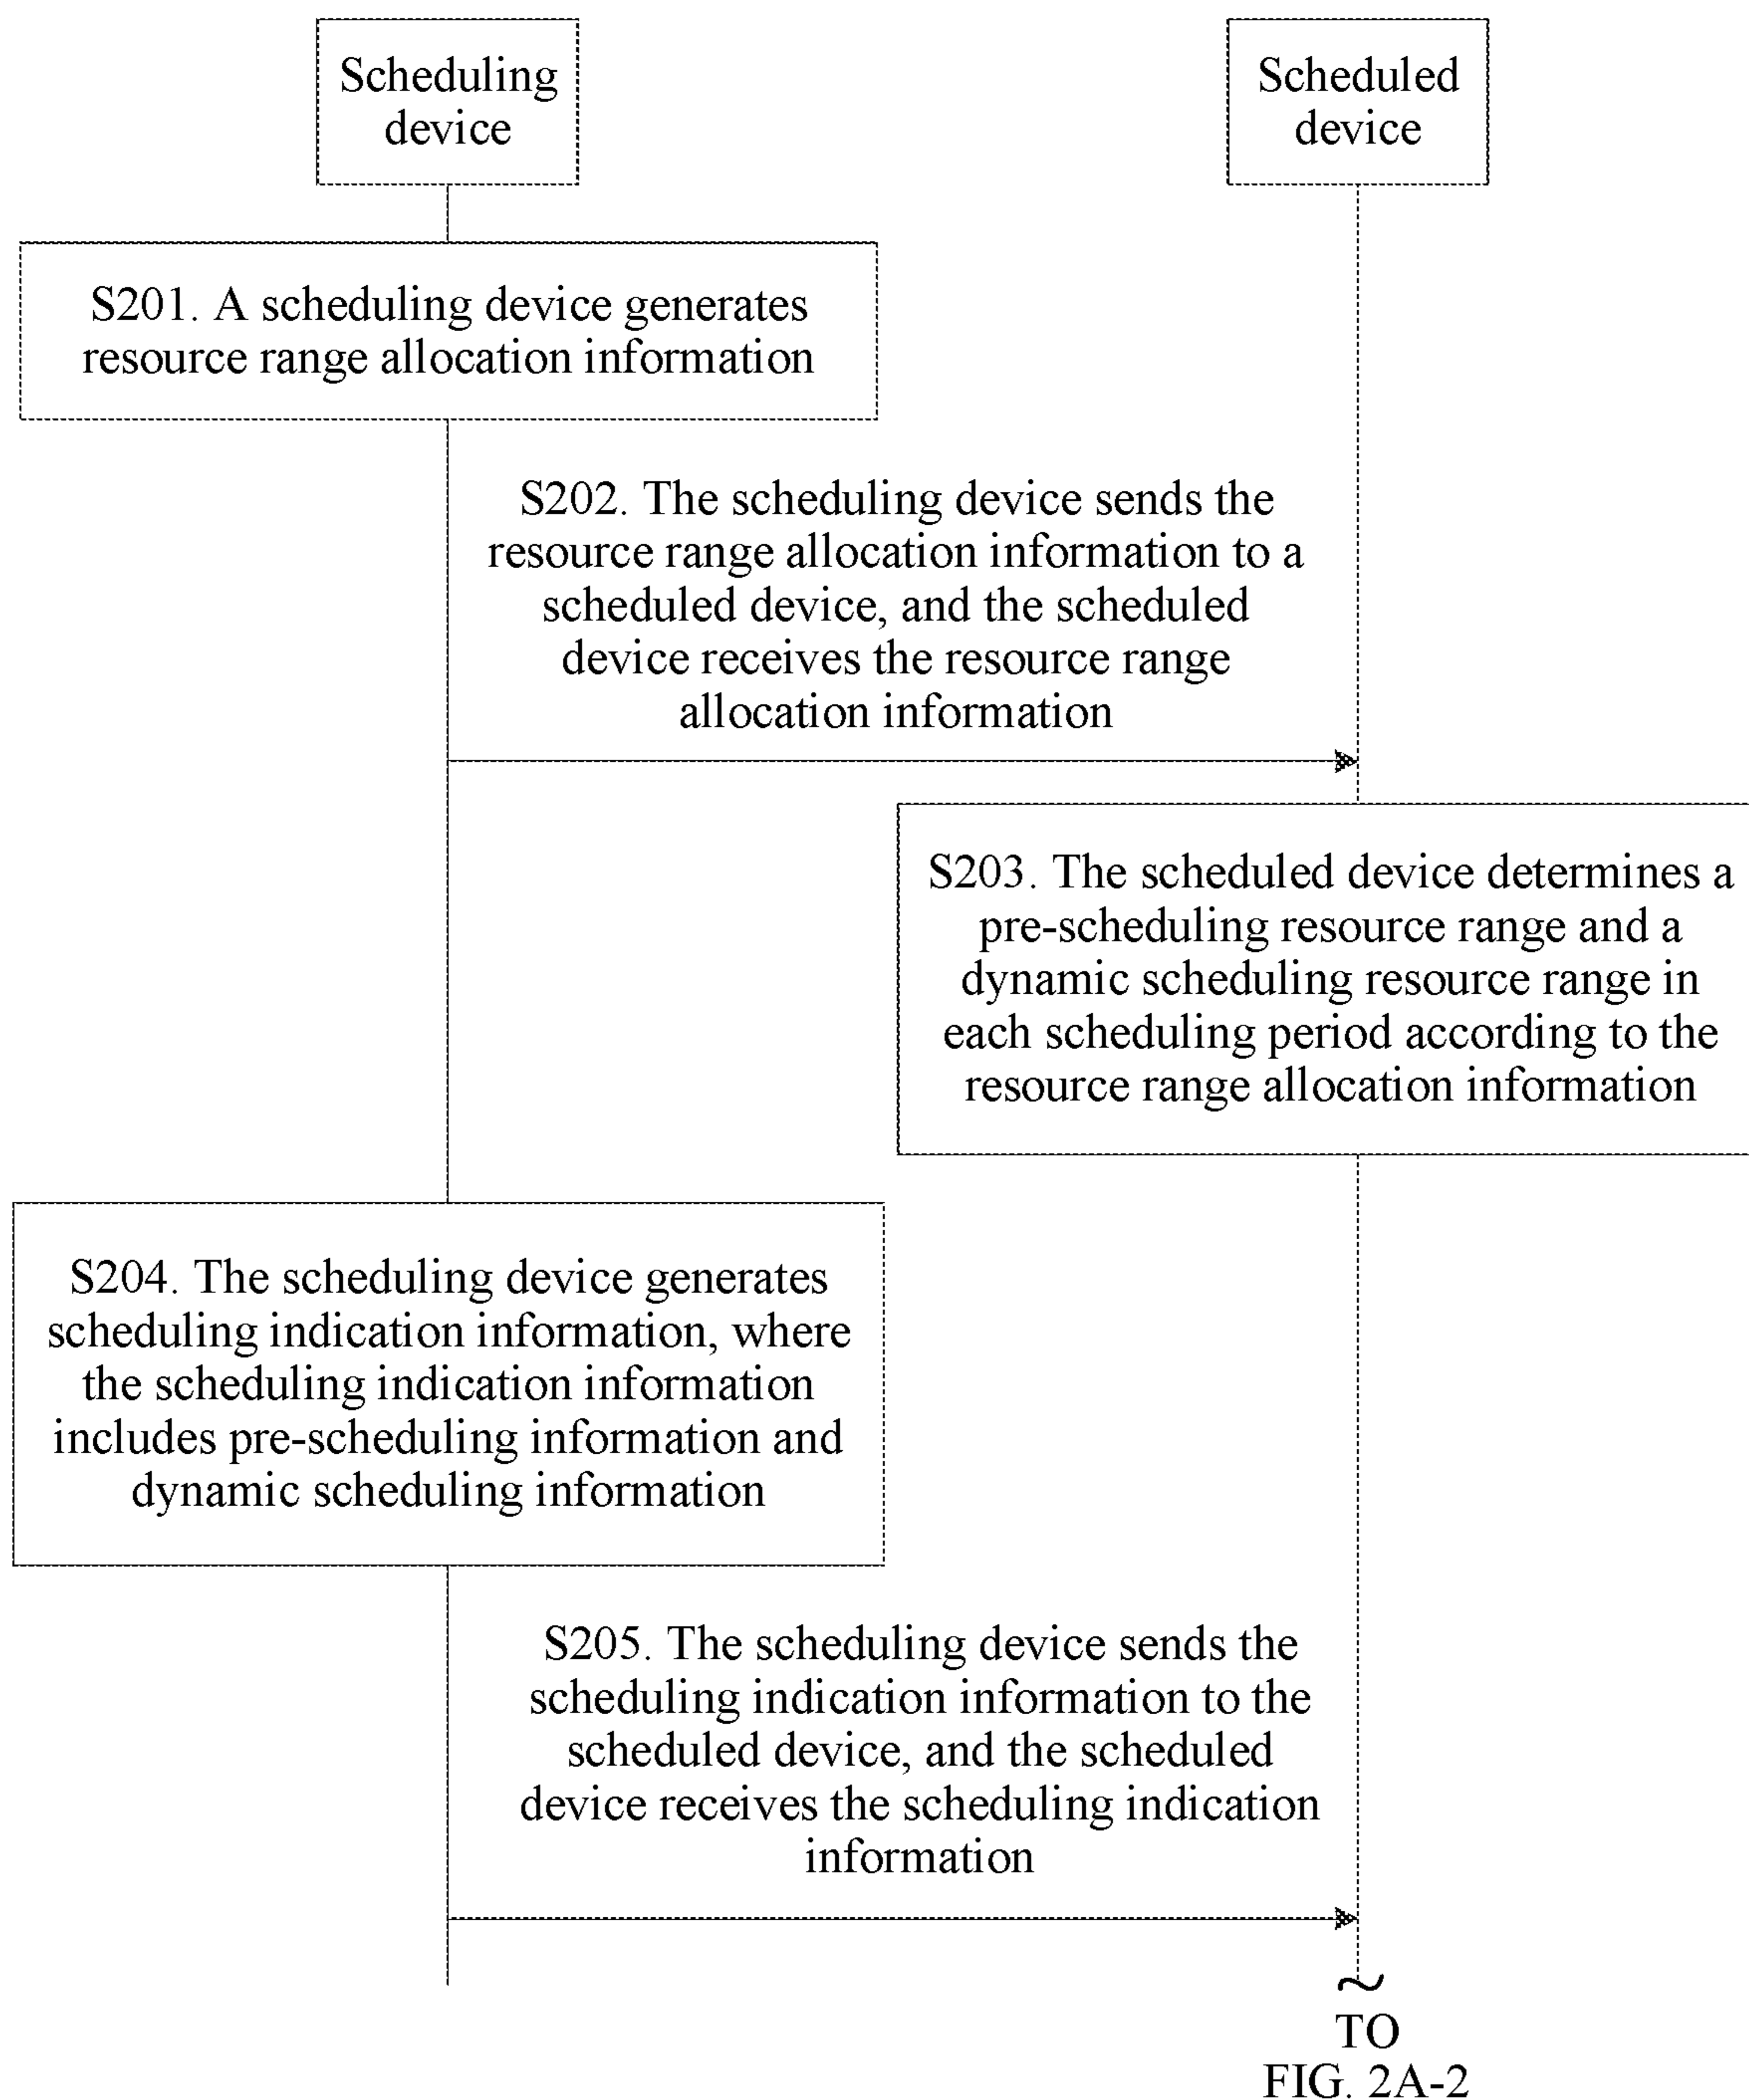 Scheduling
device
Scheduled
device
S201. A scheduling device generates
resource range allocation information
S202. The scheduling device sends the
resource range allocation information to a
scheduled device, and the scheduled
device receives the resource range
allocation information
S203. The scheduled device determines a
pre-scheduling resource range and a
dynamic scheduling resource range in
each scheduling period according to the
resource range allocation information
S204. The scheduling device generates
scheduling indication information, where
the scheduling indication information
includes pre-scheduling information and
dynamic scheduling information
S205. The scheduling device sends the
scheduling indication information to the
scheduled device, and the scheduled
device receives the scheduling indication
information
TO
FIG. 2A-2